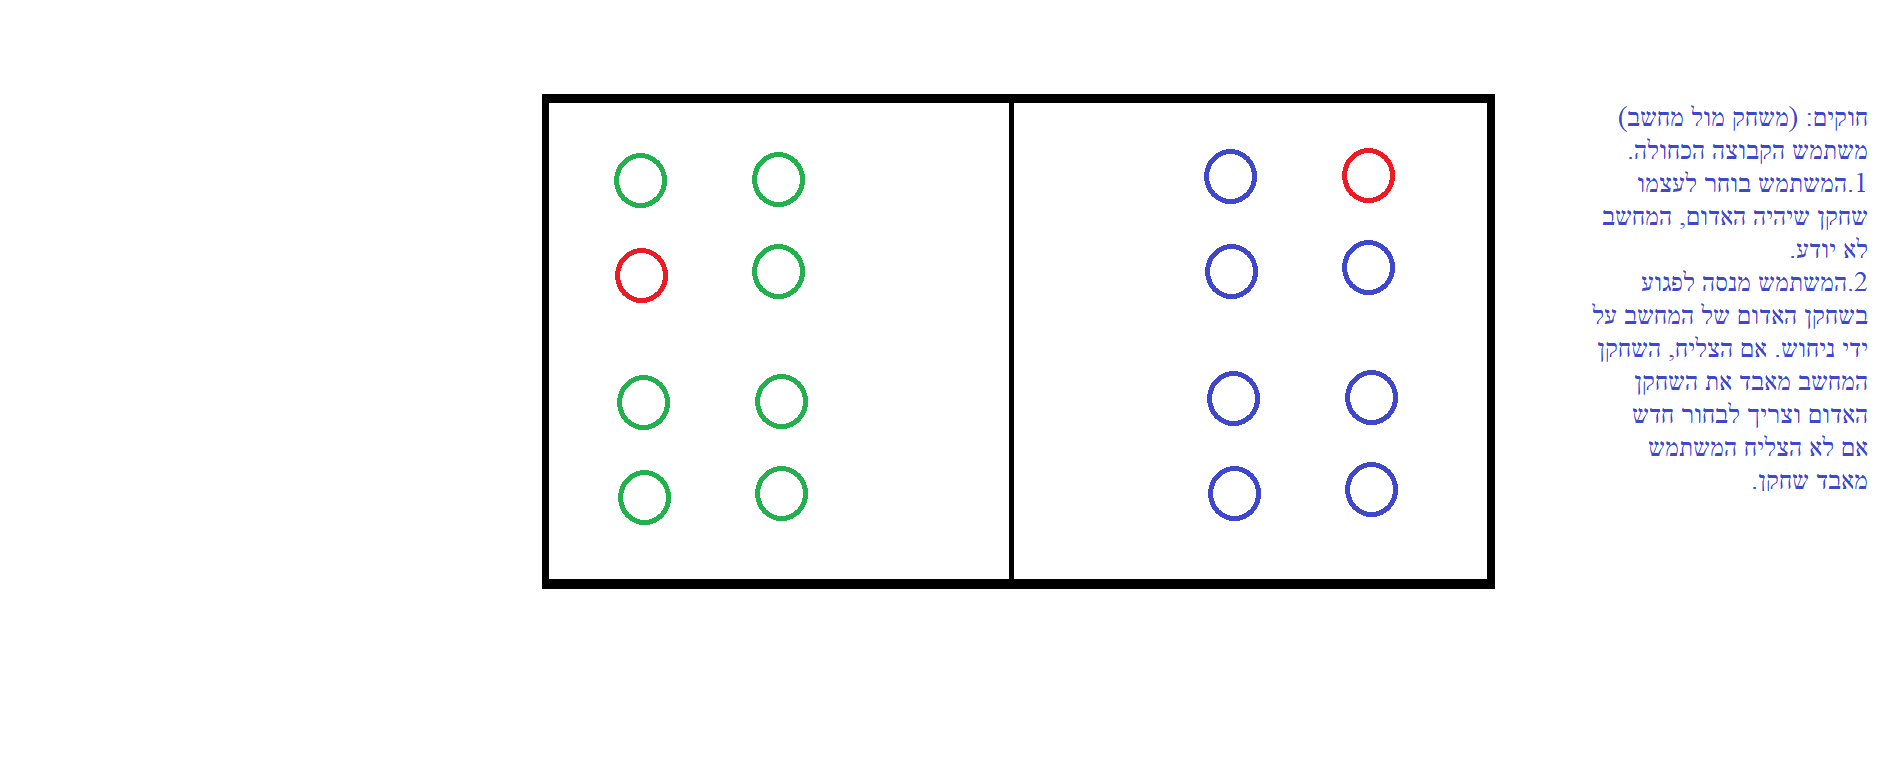 חוקים: (משחק מול מחשב)
משתמש הקבוצה הכחולה.
1.המשתמש בוחר לעצמו
שחקן שיהיה האדום, המחשב
לא יודע.
2.המשתמש מנסה לפגוע
בשחקן האדום של המחשב על
ידי ניחוש. אם הצליח, השחקן
המחשב מאבד את השחקן
האדום וצריך לבחור חדש
אם לא הצליח המשתמש
מאבד שחקן.